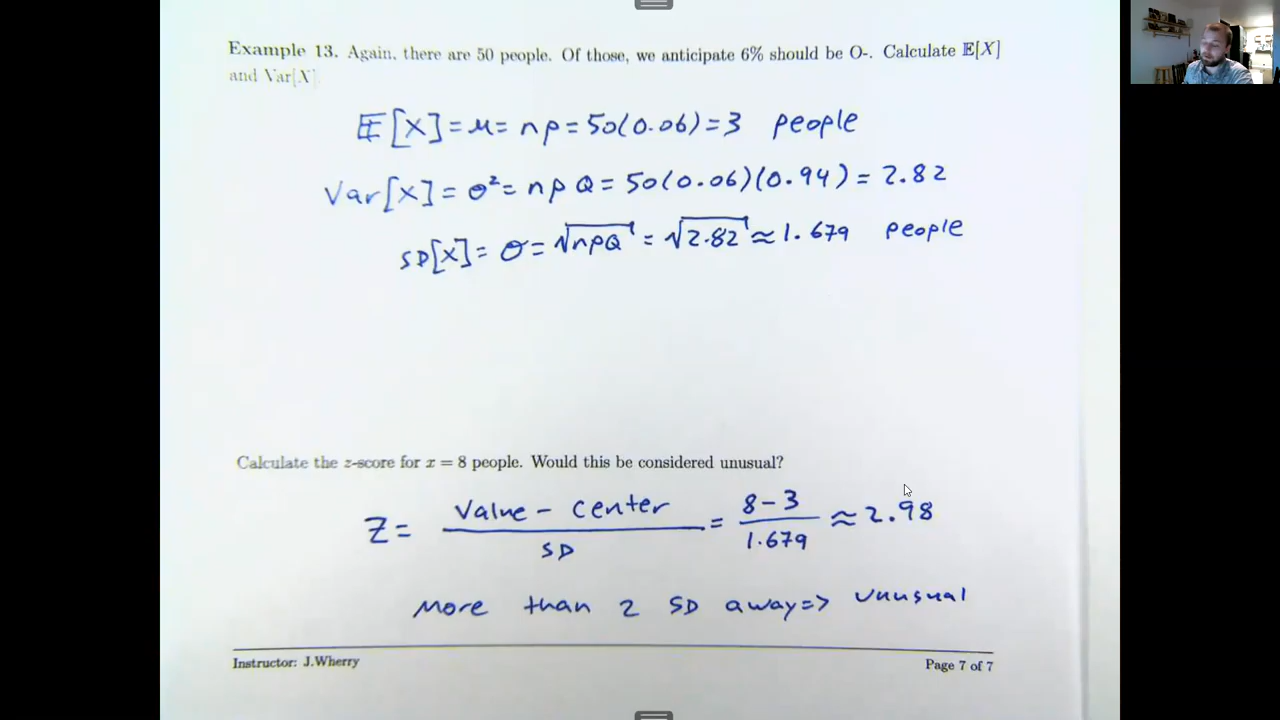 Example 13. Again, there are 50 people. Of those, we anticipate 6% should be O-. Calculate 𝔼[X]
and Var[X]
𝔼[X] = μ = np = 50(0.06) = 3 people
Var[X] = σ² = npQ = 50(0.06)(0.94) = 2.82
SD[X] = σ = √npQ = √2.82 ≈ 1.679 people
Calculate the z-score for x = 8 people. Would this be considered unusual?
Z = Value - center / SD = 8 - 3 / 1.679 ≈ 2.98
More than 2 SD away => unusual
Instructor: J.Wherry Page 7 of 7